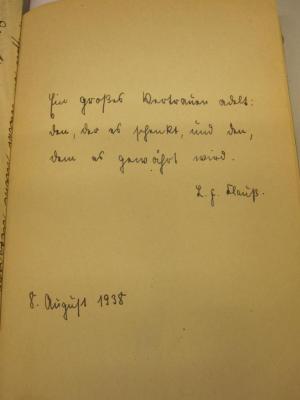 Ein großes Vertrauen adelt:
den, der es schenkt, und den,
dem es gewährt wird.
L. F. Clauß.
8. August 1938